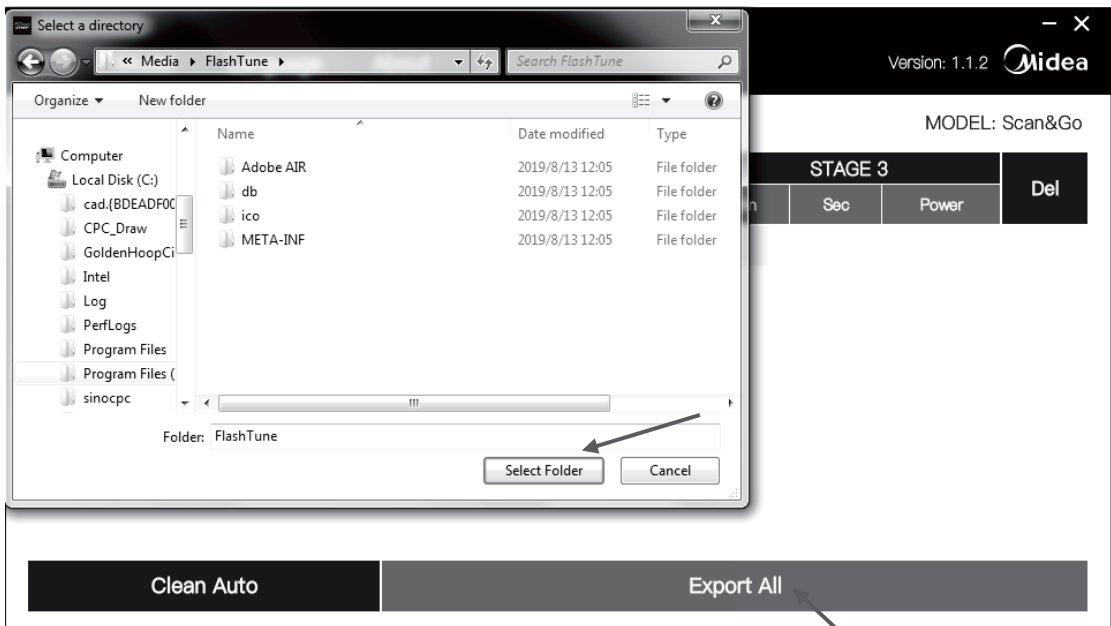 Select a directory
« Media ▸ FlashTune ▸
Search FlashTune
Version: 1.1.2 Midea
Organize ▾ New folder
MODEL: Scan&Go
Name Date modified Type
STAGE 3
Del
Sec Power
Computer
Local Disk (C:)
cad.{BDEADF0
CPC_Draw
GoldenHoopCi
Intel
Log
PerfLogs
Program Files
Program Files (
sinocpc
Adobe AIR 2019/8/13 12:05 File folder
db 2019/8/13 12:05 File folder
ico 2019/8/13 12:05 File folder
META-INF 2019/8/13 12:05 File folder
Folder: FlashTune
Select Folder Cancel
Clean Auto Export All